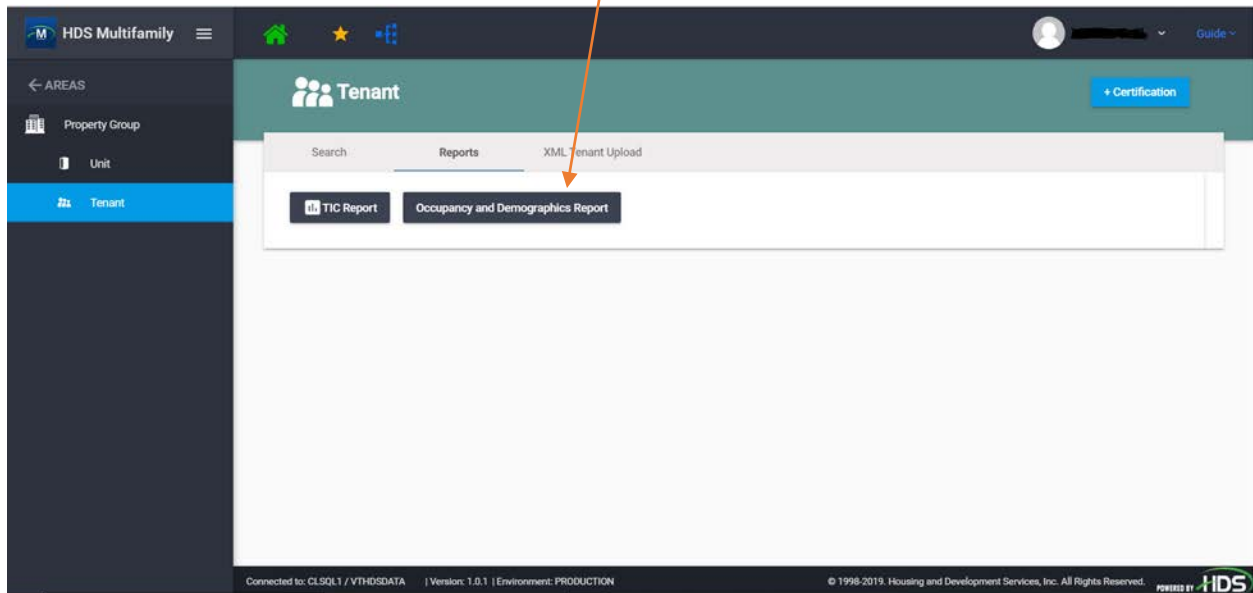 M HDS Multifamily
Guide
AREAS
Tenant
+ Certification
Property Group
Search Reports XML Tenant Upload
Unit
Tenant
TIC Report Occupancy and Demographics Report
Connected to: CLSQL1 / VTHDSDATA | Version: 1.0.1 | Environment: PRODUCTION © 1998-2019. Housing and Development Services, Inc. All Rights Reserved. POWERED BY HDS